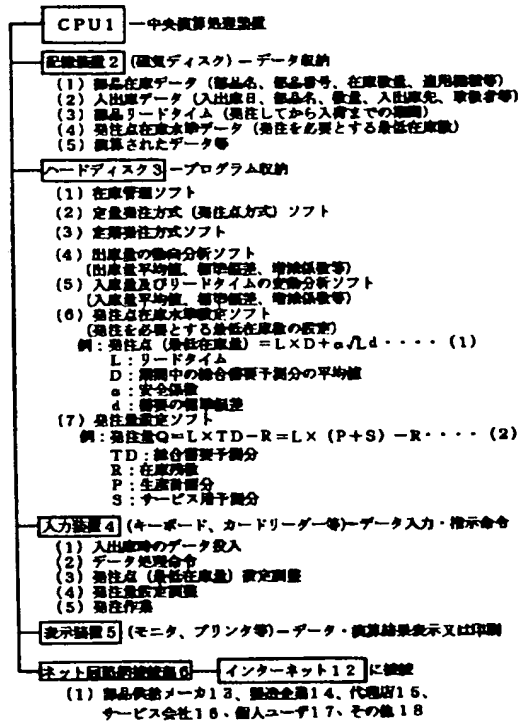 CPU1 ー中央演算処理装置
記憶装置2 (磁気ディスク) ーデータ収納
(1) 部品在庫データ (部品名、部品番号、在庫数量、適用機種等)
(2) 入出庫データ (入出庫日、部品名、数量、入出庫先、取扱者等)
(3) 部品リードタイム (発注してから入荷までの期間)
(4) 発注点在庫水準データ (発注を必要とする最低在庫数)
(5) 演算されたデータ等
ハードディスク3 ープログラム収納
(1) 在庫管理ソフト
(2) 定量発注方式 (発注点方式) ソフト
(3) 定期発注方式ソフト
(4) 出庫量の動向分析ソフト
(出庫量平均値、標準偏差、増減係数等)
(5) 入庫量及びリードタイムの変動分析ソフト
(入庫量平均値、標準偏差、増減係数等)
(6) 発注点在庫水準設定ソフト
(発注を必要とする最低在庫数の設定)
例:発注点 (最低在庫量) =L×D+α√Ld・・・・ (1)
L:リードタイム
D:期間中の総合需要予測分の平均値
α:安全係数
d:需要の標準偏差
(7) 発注量設定ソフト
例:発注量Q=L×TD-R=L× (P+S) -R・・・・ (2)
TD:総合需要予測分
R:在庫残数
P:生産計画分
S:サービス用予測分
入力装置4 (キーボード、カードリーダー等)ーデータ入力・指示命令
(1) 入出庫時のデータ投入
(2) データ処理命令
(3) 発注点 (最低在庫量) 設定調整
(4) 発注量設定調整
(5) 発注作業
表示装置5 (モニタ、プリンタ等) ーデータ・演算結果表示又は印刷
ネット回路網接続部6 インターネット12 に接続
(1) 部品供給メーカ13、製造企業14、代理店15、
サービス会社16、個人ユーザ17、その他18